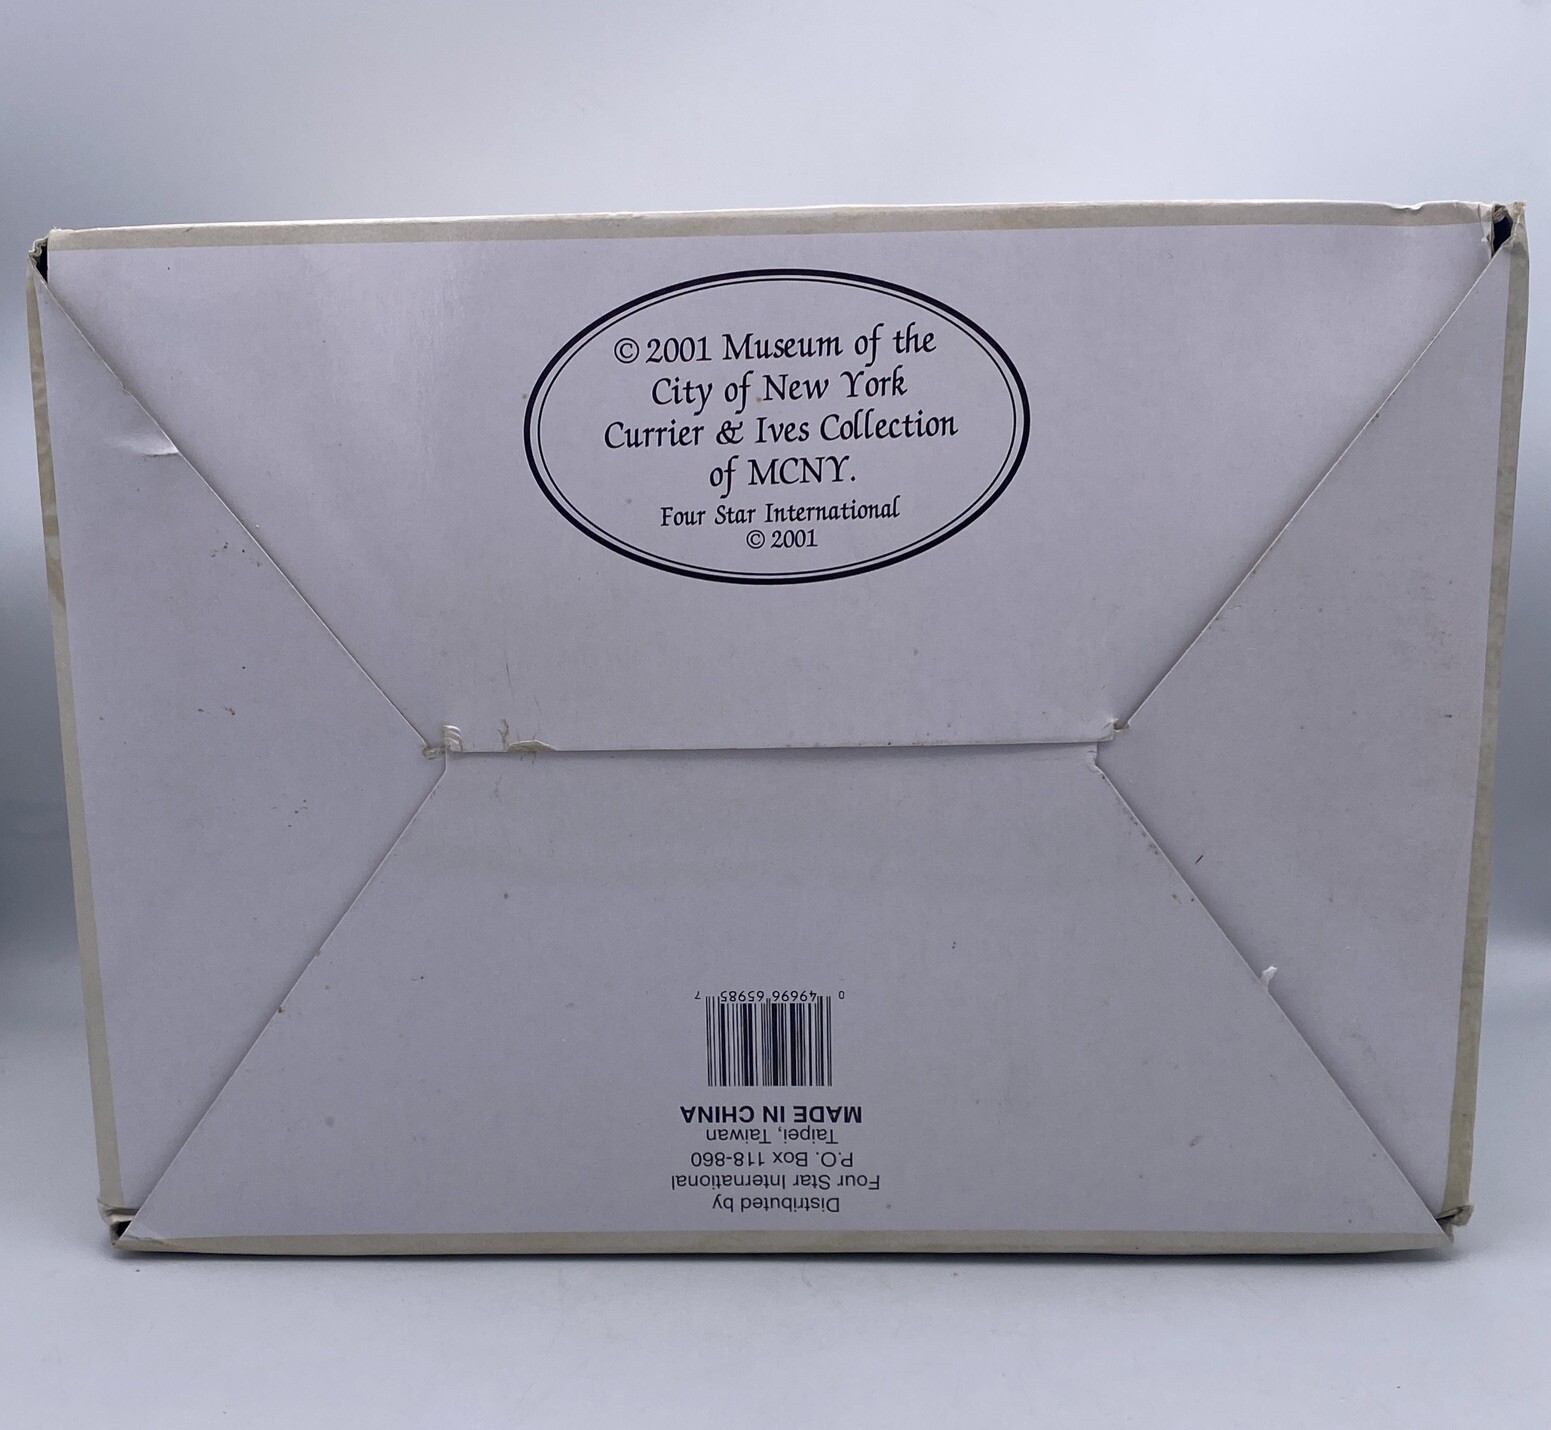 © 2001 Museum of the
City of New York
Currier & Ives Collection
of MCNY.
Four Star International
© 2001
Distributed by
Four Star International
P.O. Box 118-860
Taipei, Taiwan
MADE IN CHINA
0 49696 65985 7